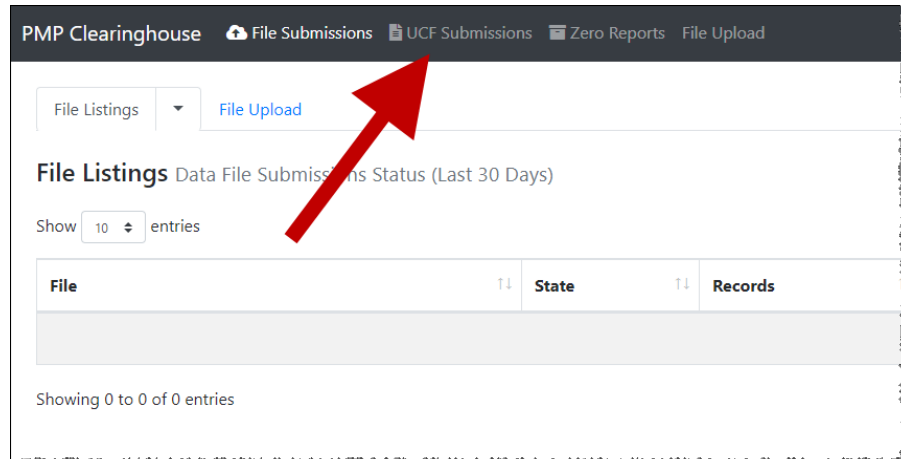 PMP Clearinghouse File Submissions UCF Submissions Zero Reports File Upload
File Listings File Upload
File Listings Data File Submissions Status (Last 30 Days)
Show 10 entries
File State Records
Showing 0 to 0 of 0 entries